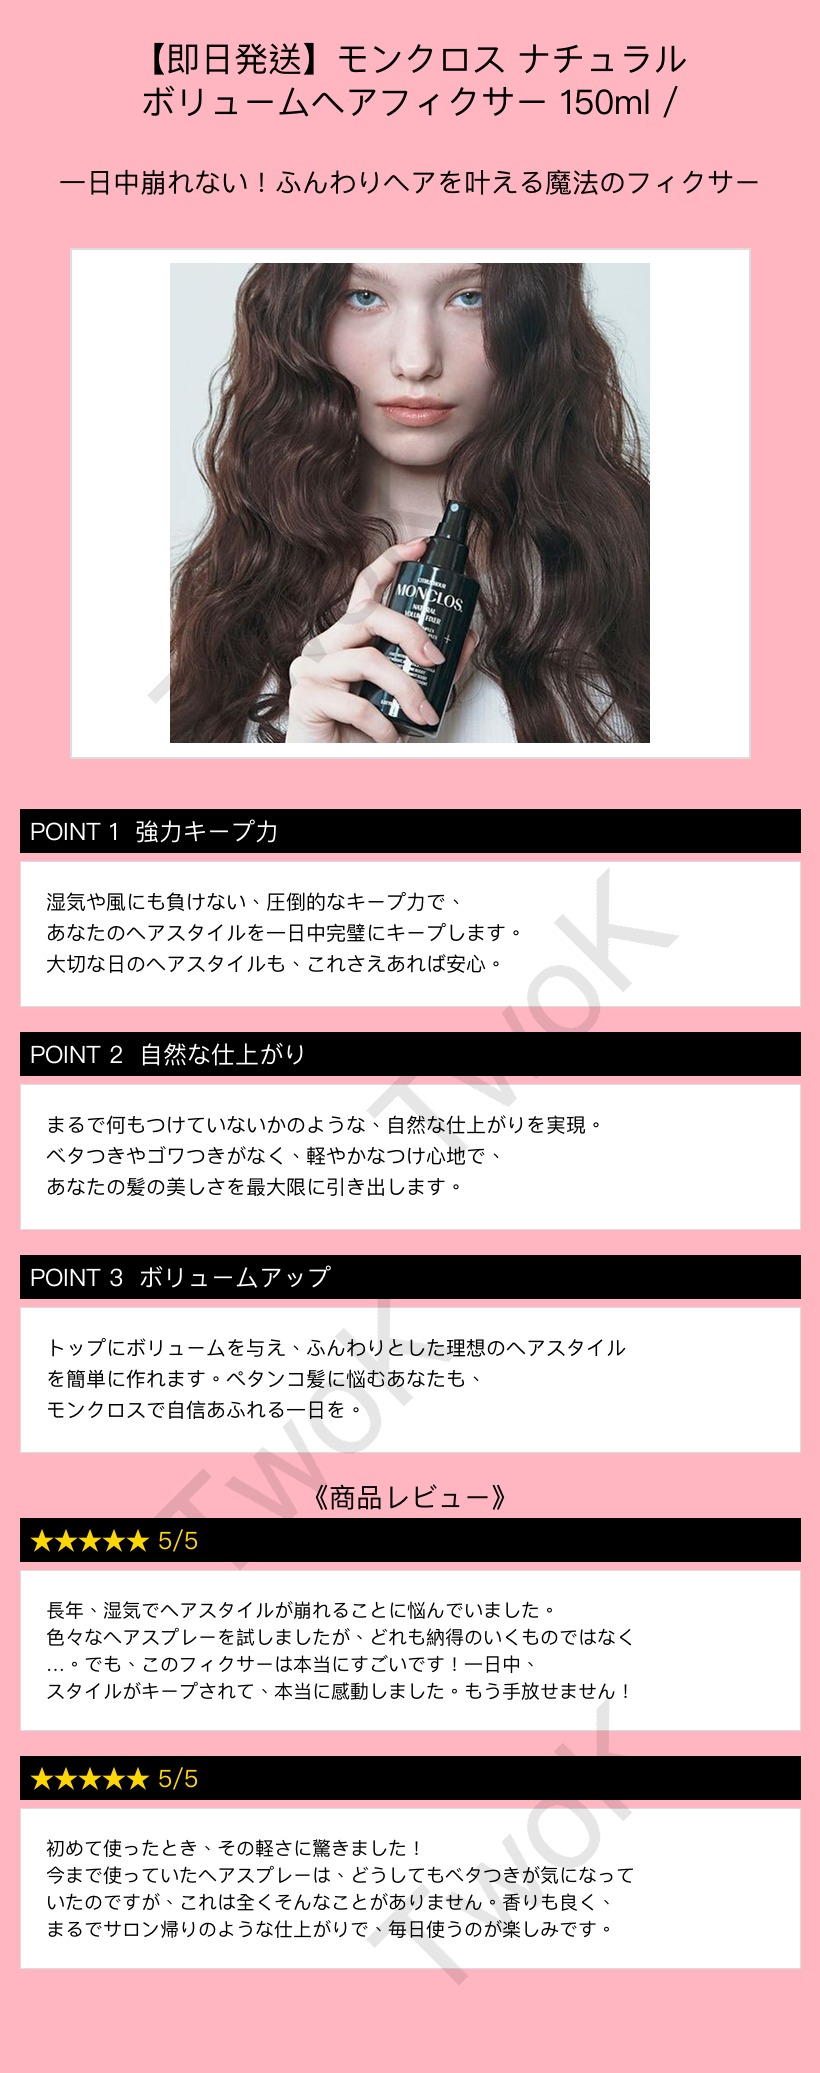 【即日発送】モンクロス ナチュラル
ボリュームヘアフィクサー 150ml /
一日中崩れない！ふんわりヘアを叶える魔法のフィクサー
MONCLOS.
NATURAL
VOLUME FIXER
POINT 1 強力キープ力
湿気や風にも負けない、圧倒的なキープ力で、
あなたのヘアスタイルを一日中完璧にキープします。
大切な日のヘアスタイルも、これさえあれば安心。
POINT 2 自然な仕上がり
まるで何もつけていないかのような、自然な仕上がりを実現。
ベタつきやゴワつきがなく、軽やかなつけ心地で、
あなたの髪の美しさを最大限に引き出します。
POINT 3 ボリュームアップ
トップにボリュームを与え、ふんわりとした理想のヘアスタイル
を簡単に作れます。ペタンコ髪に悩むあなたも、
モンクロスで自信あふれる一日を。
《商品レビュー》
★★★★★ 5/5
長年、湿気でヘアスタイルが崩れることに悩んでいました。
色々なヘアスプレーを試しましたが、どれも納得のいくものではなく
…。でも、このフィクサーは本当にすごいです！一日中、
スタイルがキープされて、本当に感動しました。もう手放せません！
★★★★★ 5/5
初めて使ったとき、その軽さに驚きました！
今まで使っていたヘアスプレーは、どうしてもベタつきが気になって
いたのですが、これは全くそんなことがありません。香りも良く、
まるでサロン帰りのような仕上がりで、毎日使うのが楽しみです。
TwoK
TwoK
TwoK
TwoK